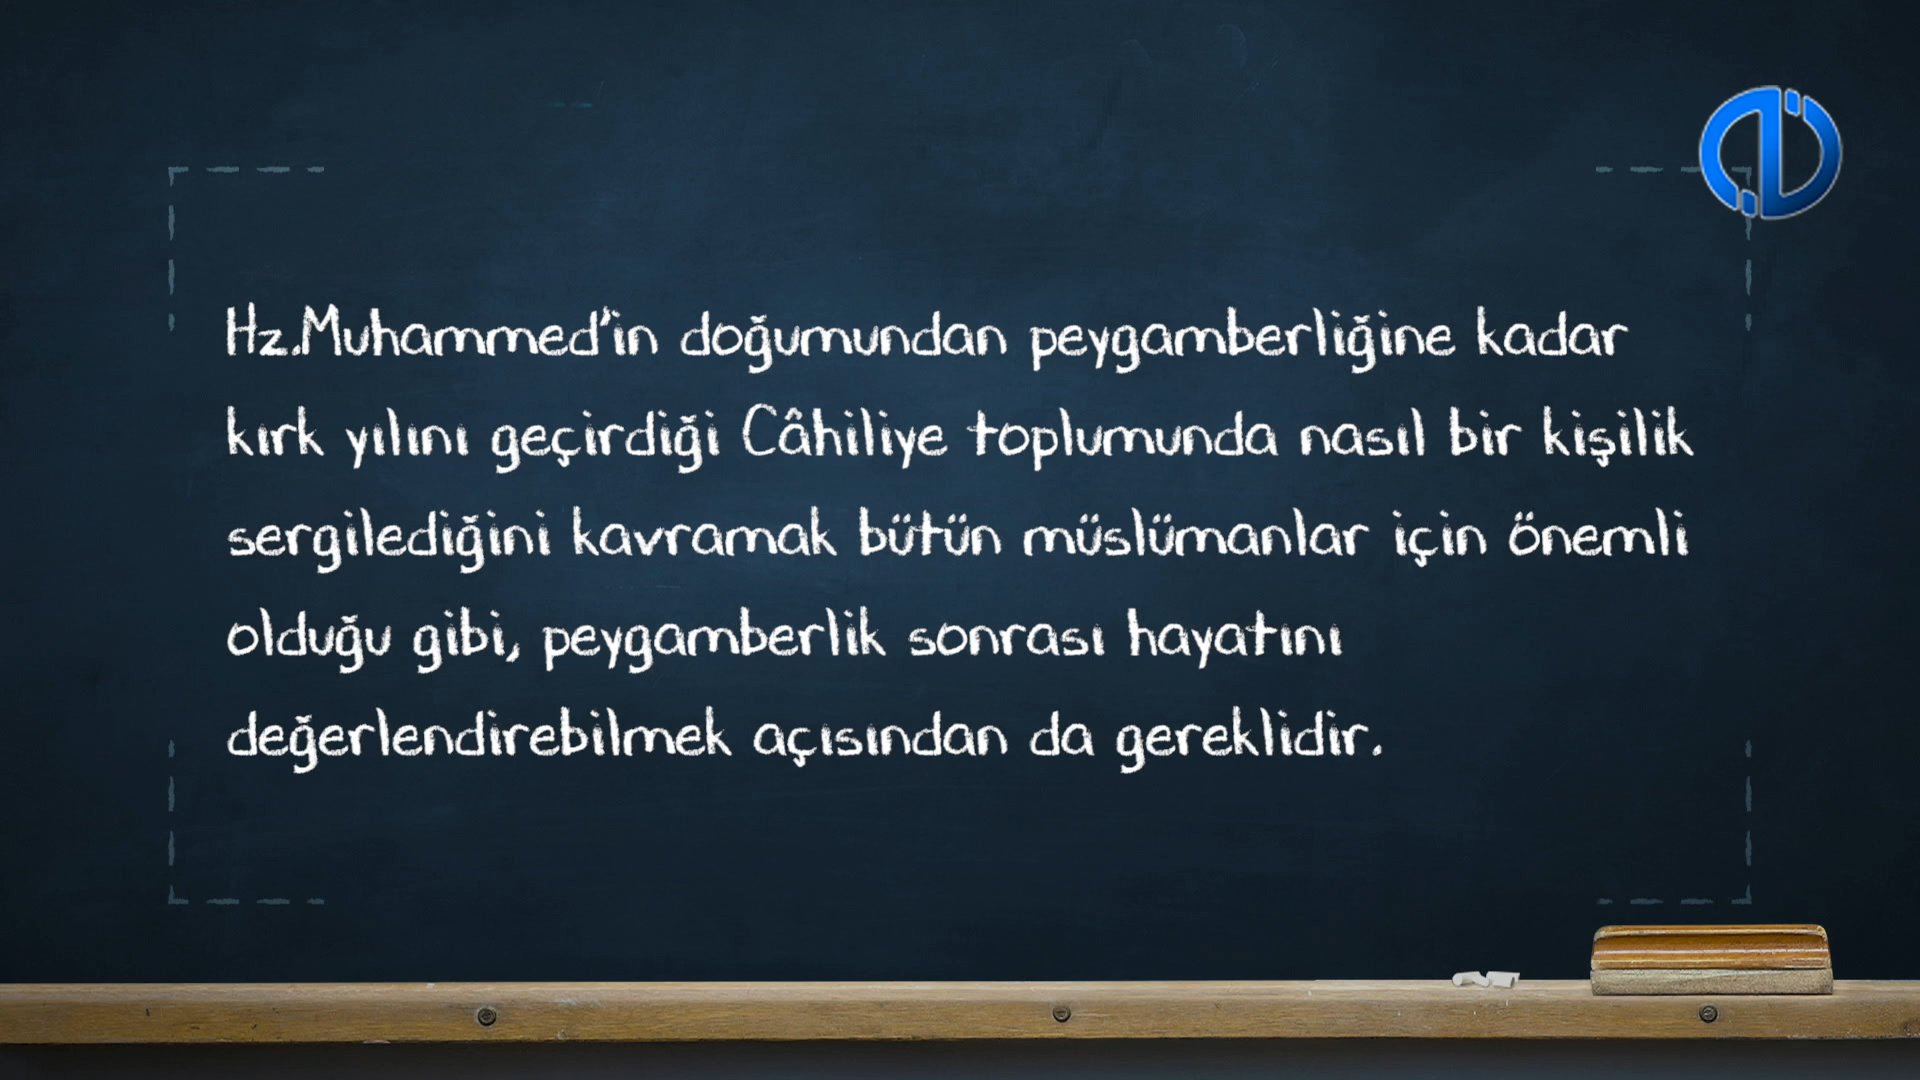 Hz.Muhammed'in doğumundan peygamberliğine kadar
kırk yılını geçirdiği Câhiliye toplumunda nasıl bir kişilik
sergilediğini kavramak bütün müslümanlar için önemli
olduğu gibi, peygamberlik sonrası hayatını
değerlendirebilmek açısından da gereklidir.